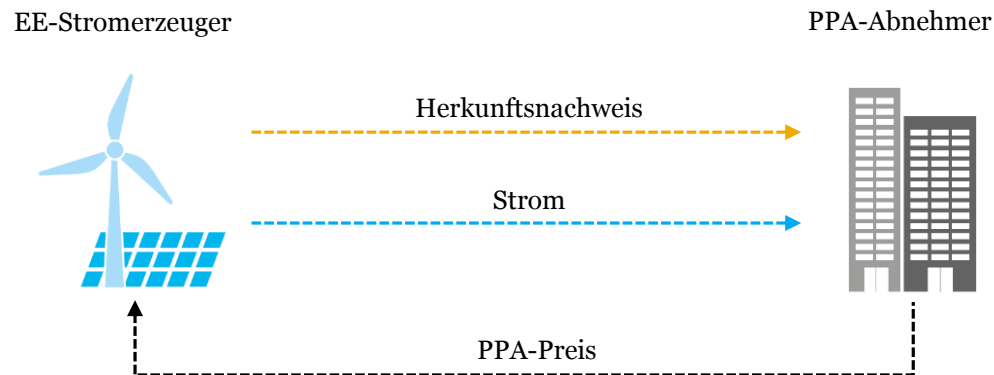 EE-Stromerzeuger
PPA-Abnehmer
Herkunftsnachweis
Strom
PPA-Preis